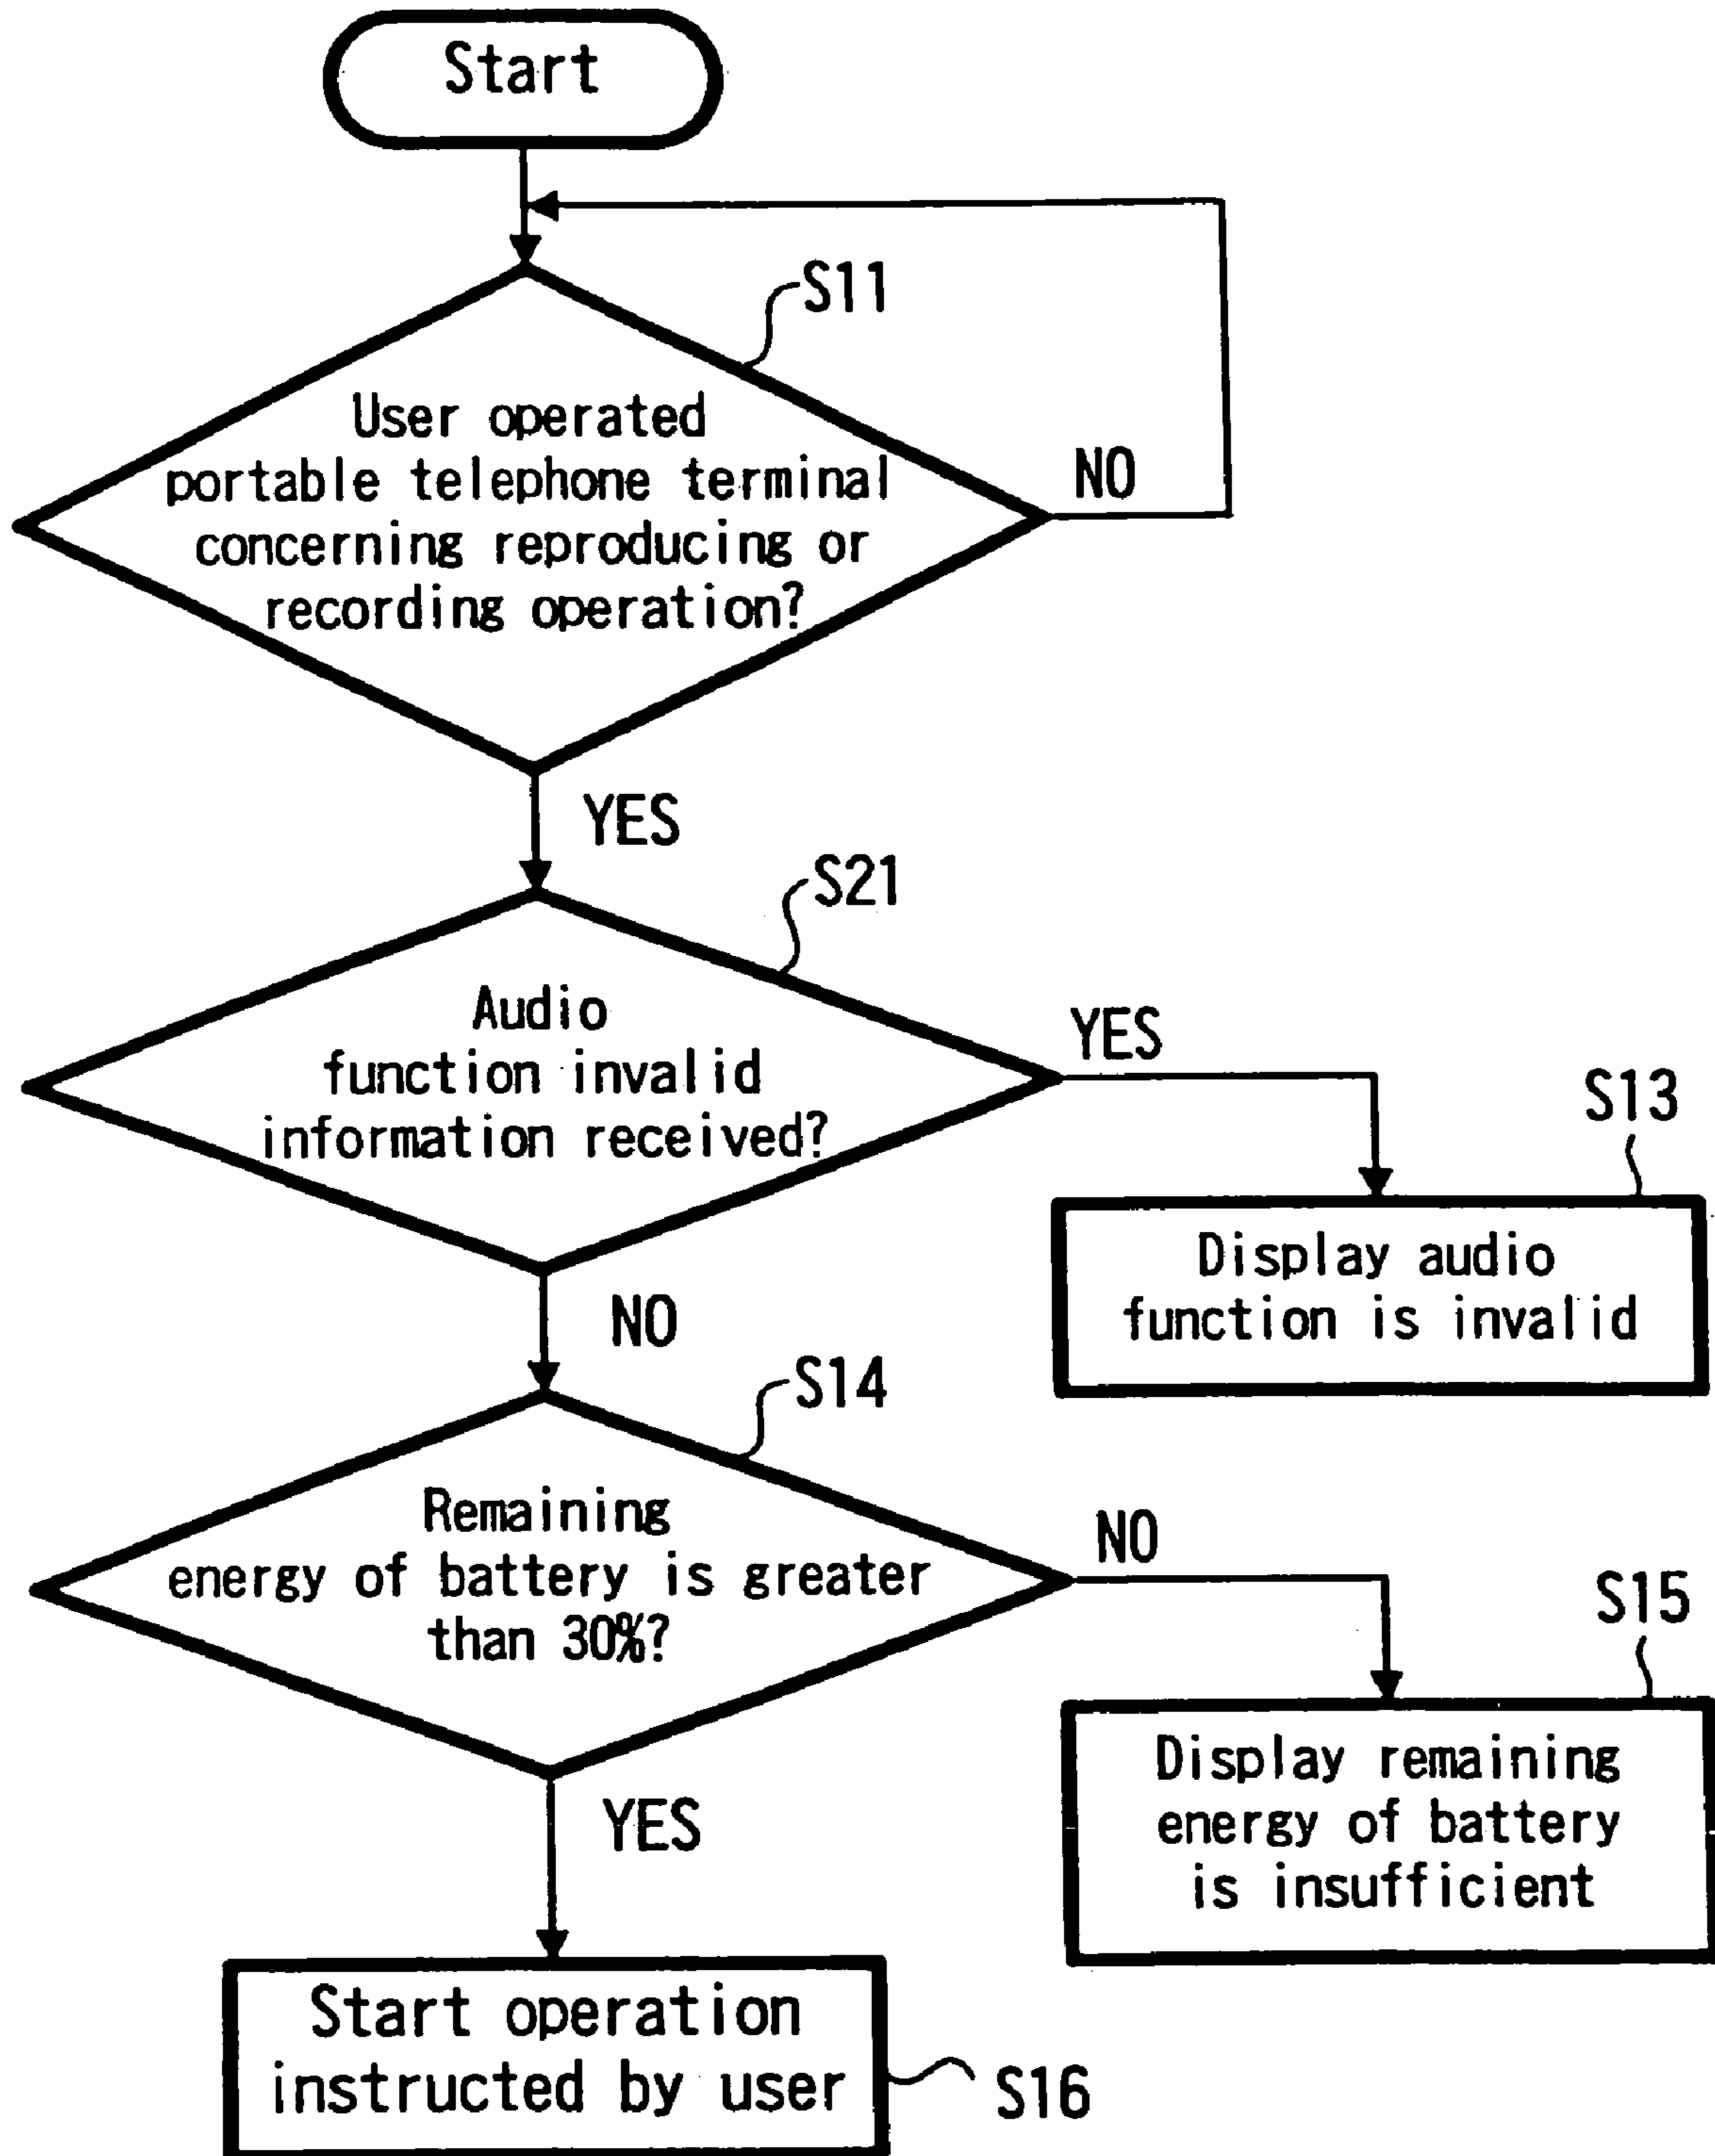 Start
S11
User operated
portable telephone terminal
concerning reproducing or
recording operation?
NO
YES
S21
Audio
function invalid
information received?
YES
S13
Display audio
function is invalid
NO
S14
Remaining
energy of battery is greater
than 30%?
NO
S15
Display remaining
energy of battery
is insufficient
YES
Start operation
instructed by user
S16